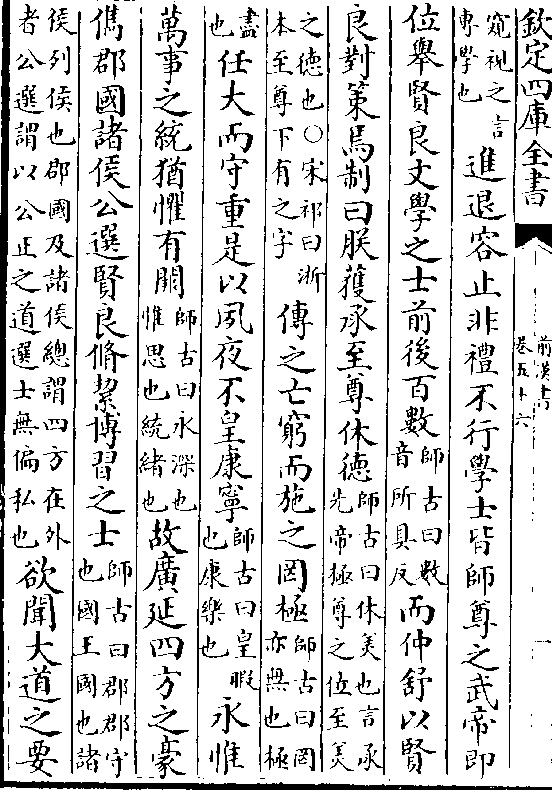 欽定四庫全書
前漢書
卷五十六
窺視之言專學也進退容止非禮不行學士皆師尊之武帝即
位舉賢良文學之士前後百數師古曰數音所具反而仲舒以賢
良對策焉制曰朕獲承至尊休德師古曰休美也言承先帝極尊之位至美
之德也○宋祁曰浙本至尊下有之字傳之亡窮而施之罔極師古曰罔亦無也極
盡也任大而守重是以夙夜不皇康寧師古曰皇暇也康樂也永惟
萬事之統猶懼有闕師古曰永深也惟思也統緒也故廣延四方之豪
儁郡國諸侯公選賢良脩絜博習之士師古曰郡郡守也國王國也諸
侯列侯也郡國及諸侯總謂四方在外者公選謂以公正之道選士無偏私也欲聞大道之要